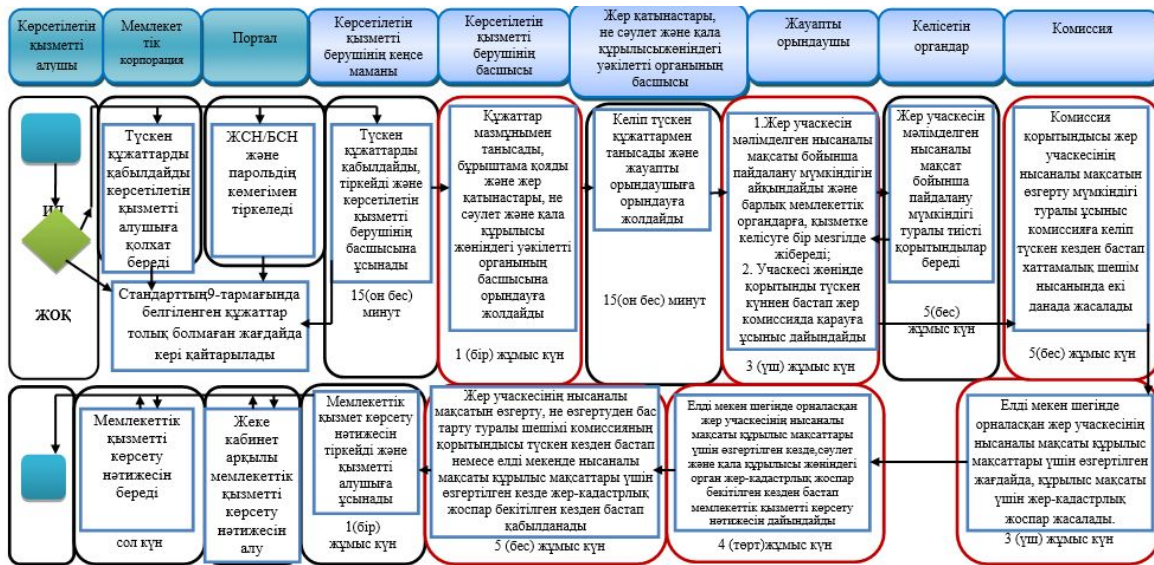 Көрсетілетін
қызметті
алушы
Мемлекет
тік
корпорация
Портал
Көрсетілетін
қызметті
берушінің кеңсе
маманы
Көрсетілетін
қызметті
берушінің
басшысы
Жер қатынастары,
не сәулет және қала
құрылысыжөніндегі
уәкілетті органының
басшысы
Жауапты
орындаушы
Келісетін
органдар
Комиссия
ЖОҚ
Түскен
құжаттарды
қабылдайды
көрсетілетін
қызметті
алушыға
қолхат
береді
ЖСН/БСН
және
парольдің
көмегімен
тіркеледі
Стандарттың9-тармағында
белгіленген құжаттар
толық болмаған жағдайда
кері қайтарылады
Түскен
құжаттарды
қабылдайды,
тіркейді және
көрсетілетін
қызметті
берушінің
басшысына
ұсынады
15(он бес)
минут
Құжаттар
мазмұнымен
танысады,
бұрыштама қояды
және жер
қатынастары, не
сәулет және қала
құрылысы
жөніндегі уәкілетті
органының
басшысына
орындауға
жолдайды
1 (бір) жұмыс күн
Келіп түскен
құжаттармен
танысады және
жауапты
орындаушыға
орындауға
жолдайды
15(он бес) минут
1.Жер учаскесін
мәлімделген нысаналы
мақсаты бойынша
пайдалану мүмкіндігін
айқындайды және
барлық мемлекеттік
органдарға, қызметке
келісуге бір мезгілде
жібереді;
2. Учаскесі жөнінде
қорытынды түскен
күннен бастап жер
комиссияда қарауға
ұсыныс дайындайды
3 (үш) жұмыс күн
Жер учаскесін
мәлімделген
нысаналы
мақсат
бойынша
пайдалану
мүмкіндігі
туралы тиісті
қорытындылар
береді
5(бес)
жұмыс күн
Комиссия
қорытындысы жер
учаскесінің
нысаналы мақсатын
өзгерту мүмкіндігі
туралы ұсыныс
комиссияға келіп
түскен кезден бастап
хаттамалық шешім
нысанында екі
данада жасалады
5(бес) жұмыс күн
Мемлекеттік
қызметті
көрсету
нәтижесін
береді
сол күн
Жеке
кабинет
арқылы
мемлекеттік
қызметті
көрсету
нәтижесін
алу
Мемлекеттік
қызмет көрсету
нәтижесін
тіркейді және
қызметті
алушыға
ұсынады
1(бір)
жұмыс күн
Жер учаскесінің нысаналы
мақсатын өзгерту, не өзгертуден бас
тарту туралы шешімі комиссияның
қорытындысы түскен кезден бастап
немесе елді мекенде нысаналы
мақсаты құрылыс мақсаттары үшін
өзгертілген кезде жер-кадастрлық
жоспар бекітілген кезден бастап
қабылданады
5 (бес) жұмыс күн
Елді мекен шегінде орналасқан
жер учаскесінің нысаналы
мақсаты құрылыс мақсаттары
үшін өзгертілген кезде,сәулет
және қала құрылысы жөніндегі
орган жер-кадастрлық жоспар
бекітілген кезден бастап
мемлекеттік қызметті көрсету
нәтижесін дайындайды
4 (төрт)жұмыс күн
Елді мекен шегінде
орналасқан жер учаскесінің
нысаналы мақсаты құрылыс
мақсаттары үшін өзгертілген
жағдайда, құрылыс мақсаты
үшін жер-кадастрлық
жоспар жасалады.
3 (үш) жұмыс күн